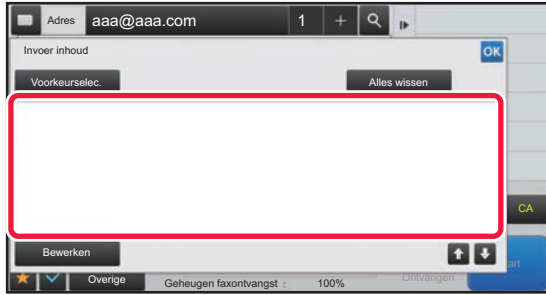 Adres aaa@aaa.com 1 +
Invoer inhoud OK
Voorkeurselec. Alles wissen
CA
Bewerken
art
Overige Geheugen faxontvangst : 100% Ontvangen